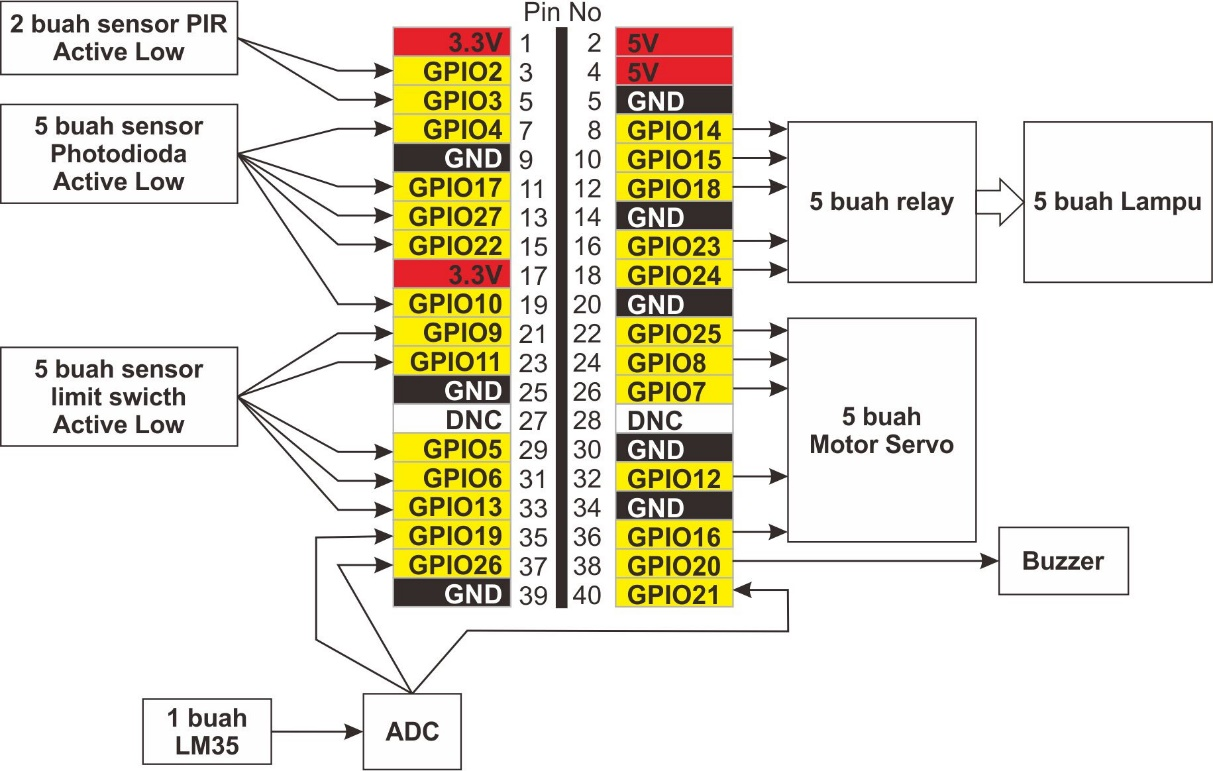 Pin No
2 buah sensor PIR
Active Low
5 buah sensor
Photodioda
Active Low
5 buah sensor
limit swicth
Active Low
3.3V 1 2 5V
GPIO2 3 4 5V
GPIO3 5 5 GND
GPIO4 7 8 GPIO14
GND 9 10 GPIO15
GPIO17 11 12 GPIO18
GPIO27 13 14 GND
GPIO22 15 16 GPIO23
3.3V 17 18 GPIO24
GPIO10 19 20 GND
GPIO9 21 22 GPIO25
GPIO11 23 24 GPIO8
GND 25 26 GPIO7
DNC 27 28 DNC
GPIO5 29 30 GND
GPIO6 31 32 GPIO12
GPIO13 33 34 GND
GPIO19 35 36 GPIO16
GPIO26 37 38 GPIO20
GND 39 40 GPIO21
5 buah relay
5 buah Lampu
5 buah
Motor Servo
Buzzer
1 buah
LM35
ADC